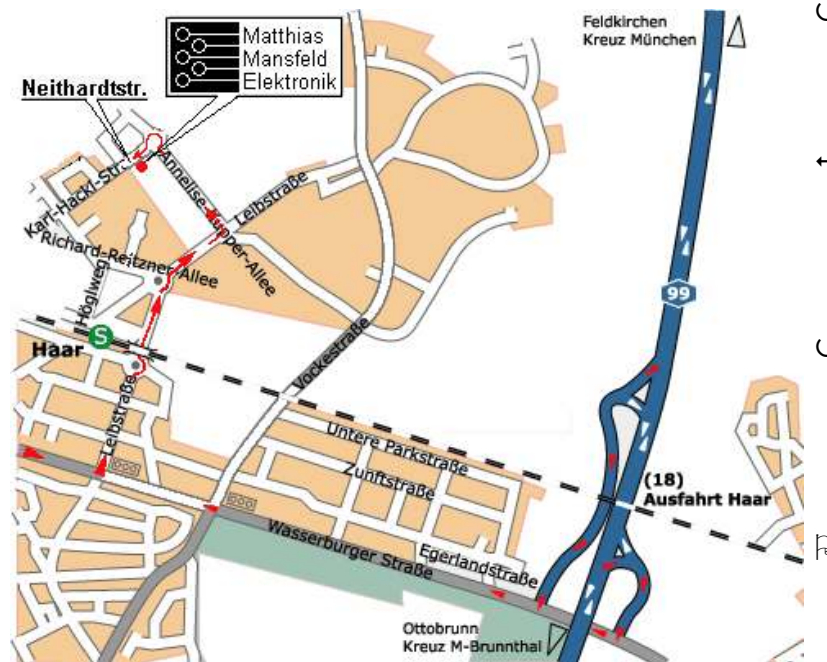 Matthias
Mansfeld
Elektronik
Neithardtstr.
Feldkirchen
Kreuz München
Karl-Hackl-Str.
Annelise-Kupper-Allee
Leibstraße
Richard-Reitzner-Allee
Höglweg
99
S
Haar
Vockestraße
Leibstraße
Untere Parkstraße
Zunftstraße
(18)
Ausfahrt Haar
Wasserburger Straße
Egerlandstraße
Ottobrunn
Kreuz M-Brunnthal